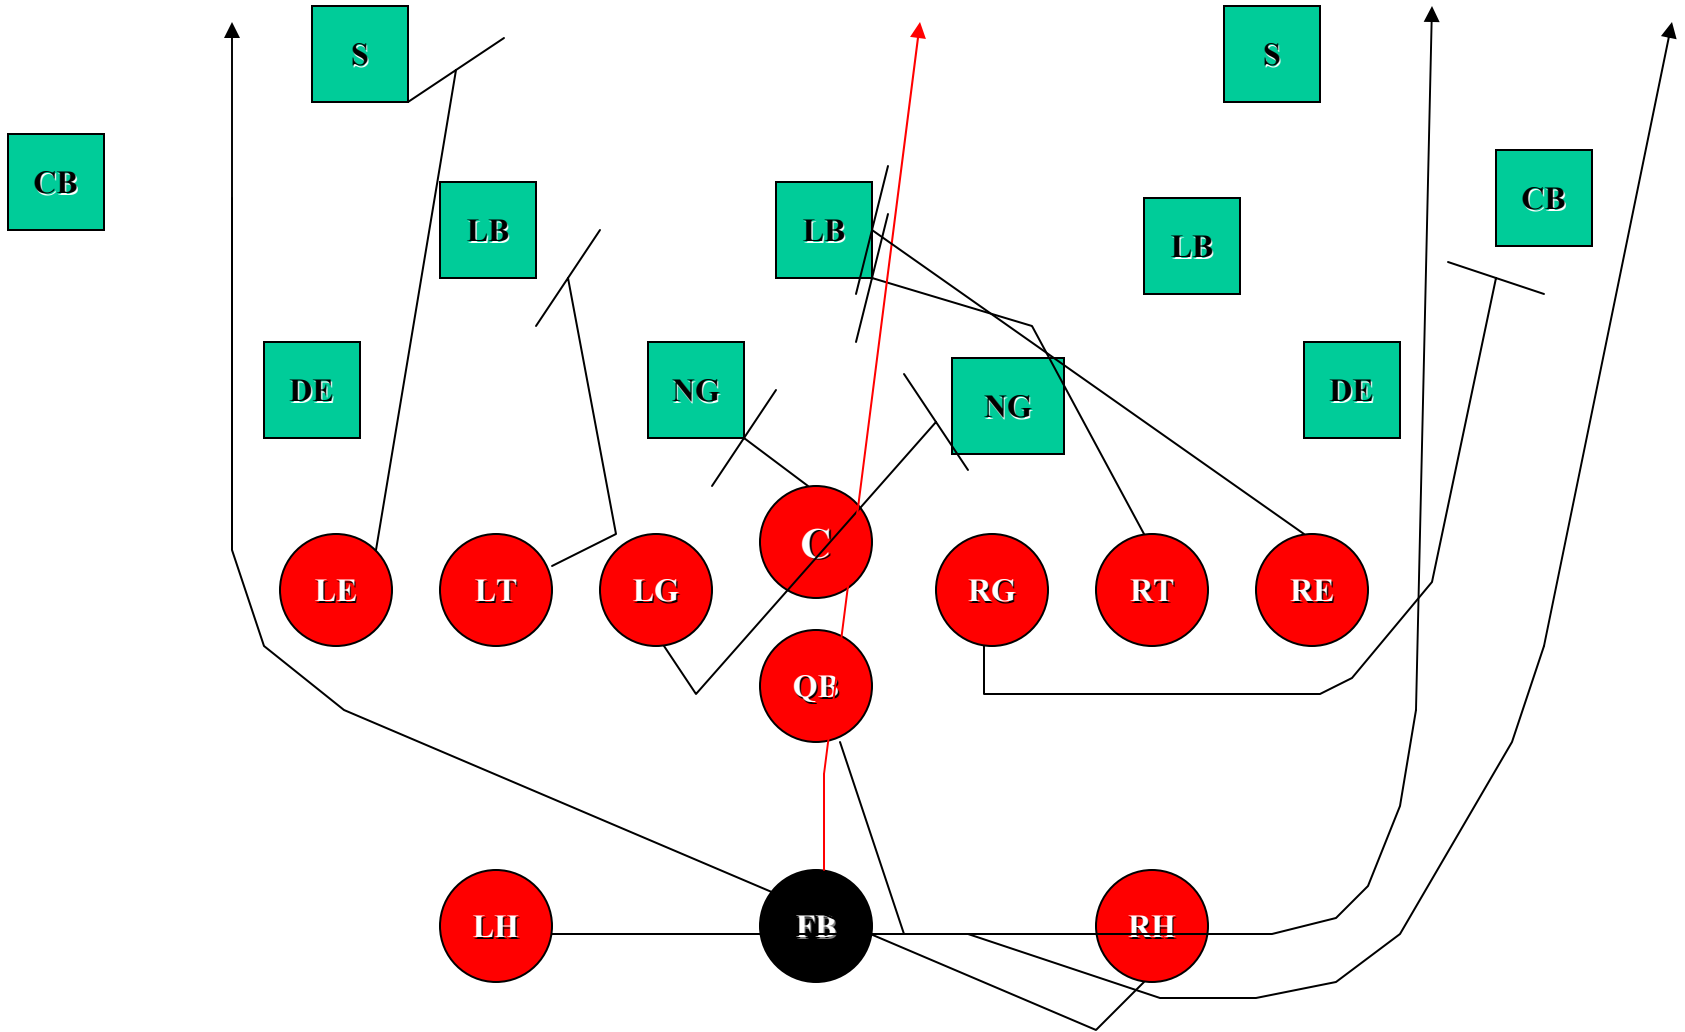 S
S
CB
CB
LB
LB
LB
DE
NG
NG
DE
C
LE
LT
LG
RG
RT
RE
QB
LH
FB
RH